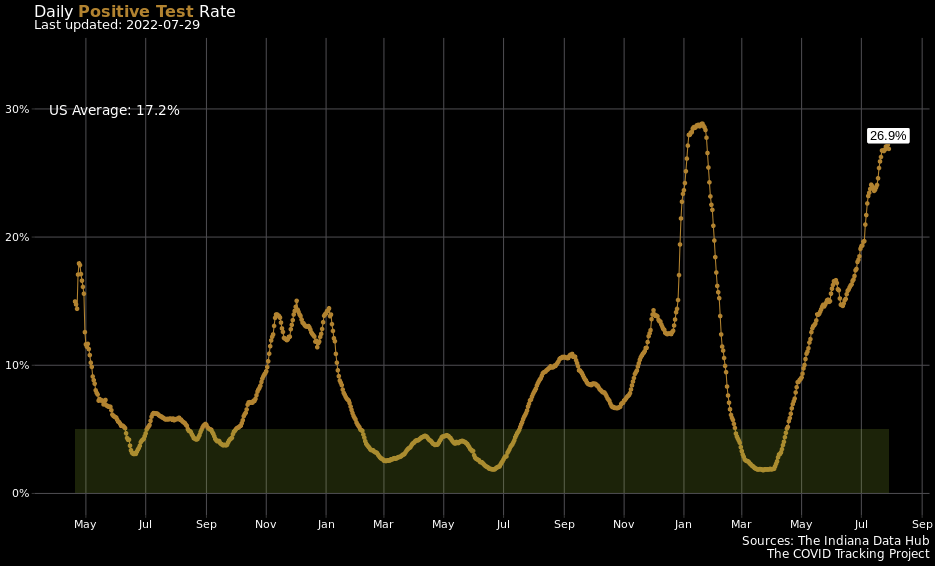 Daily Positive Test Rate
Last updated: 2022-07-29
30%
US Average: 17.2%
26.9%
20%
10%
0%
May Jul Sep Nov Jan Mar May Jul Sep Nov Jan Mar May Jul Sep
Sources: The Indiana Data Hub
The COVID Tracking Project